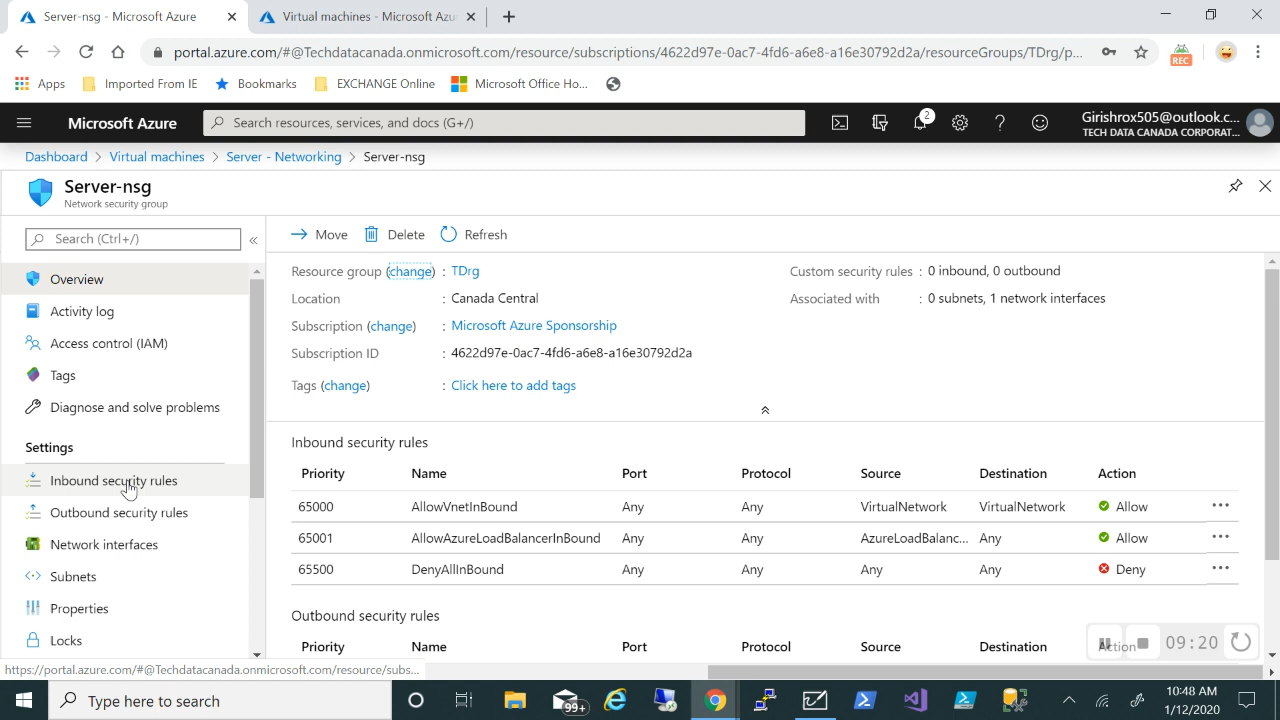 Server-nsg - Microsoft Azure
Virtual machines - Microsoft Azu
portal.azure.com/#@Techdatacanada.onmicrosoft.com/resource/subscriptions/4622d97e-0ac7-4fd6-a6e8-a16e30792d2a/resourceGroups/TDrg/p...
REC
Apps
Imported From IE
Bookmarks
EXCHANGE Online
Microsoft Office Ho...
Microsoft Azure
Search resources, services, and docs (G+/)
2
Girishrox505@outlook.c...
TECH DATA CANADA CORPORAT...
Dashboard > Virtual machines > Server - Networking > Server-nsg
Server-nsg
Network security group
Search (Ctrl+/)
«
Overview
Activity log
Access control (IAM)
Tags
Diagnose and solve problems
Settings
Inbound security rules
Outbound security rules
Network interfaces
Subnets
Properties
Locks
Move
Delete
Refresh
Resource group (change) : TDrg
Location : Canada Central
Subscription (change) : Microsoft Azure Sponsorship
Subscription ID : 4622d97e-0ac7-4fd6-a6e8-a16e30792d2a
Tags (change) : Click here to add tags
Custom security rules : 0 inbound, 0 outbound
Associated with : 0 subnets, 1 network interfaces
Inbound security rules
Priority Name Port Protocol Source Destination Action
65000 AllowVnetInBound Any Any VirtualNetwork VirtualNetwork Allow ...
65001 AllowAzureLoadBalancerInBound Any Any AzureLoadBalanc... Any Allow ...
65500 DenyAllInBound Any Any Any Any Deny ...
Outbound security rules
Priority Name Port Protocol Source Destination Action
09:20
https://portal.azure.com/#@Techdatacanada.onmicrosoft.com/resource/subs...
Type here to search
99+
10:48 AM
1/12/2020